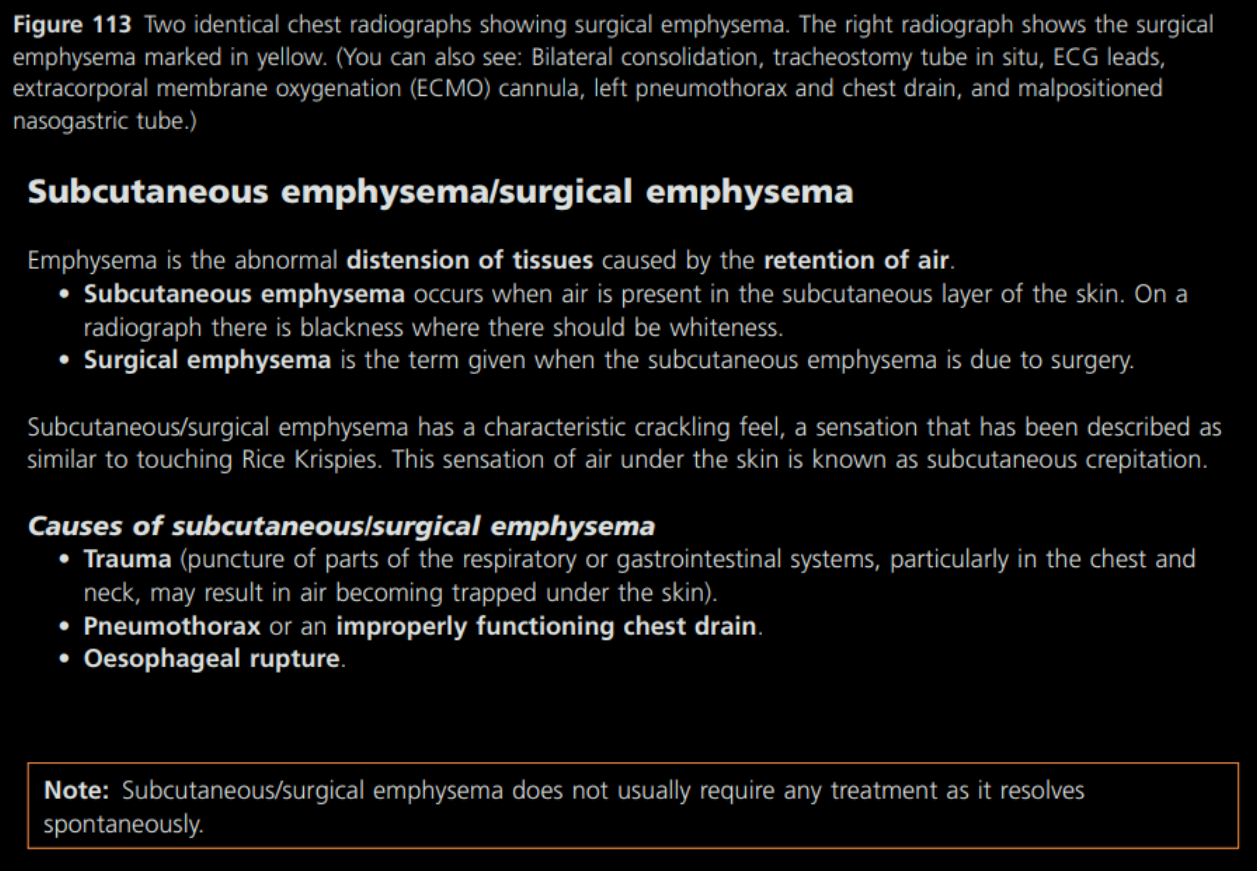 Figure 113 Two identical chest radiographs showing surgical emphysema. The right radiograph shows the surgical
emphysema marked in yellow. (You can also see: Bilateral consolidation, tracheostomy tube in situ, ECG leads,
extracorporal membrane oxygenation (ECMO) cannula, left pneumothorax and chest drain, and malpositioned
nasogastric tube.)
Subcutaneous emphysema/surgical emphysema
Emphysema is the abnormal distension of tissues caused by the retention of air.
• Subcutaneous emphysema occurs when air is present in the subcutaneous layer of the skin. On a
radiograph there is blackness where there should be whiteness.
• Surgical emphysema is the term given when the subcutaneous emphysema is due to surgery.
Subcutaneous/surgical emphysema has a characteristic crackling feel, a sensation that has been described as
similar to touching Rice Krispies. This sensation of air under the skin is known as subcutaneous crepitation.
Causes of subcutaneous/surgical emphysema
• Trauma (puncture of parts of the respiratory or gastrointestinal systems, particularly in the chest and
neck, may result in air becoming trapped under the skin).
• Pneumothorax or an improperly functioning chest drain.
• Oesophageal rupture.
Note: Subcutaneous/surgical emphysema does not usually require any treatment as it resolves
spontaneously.